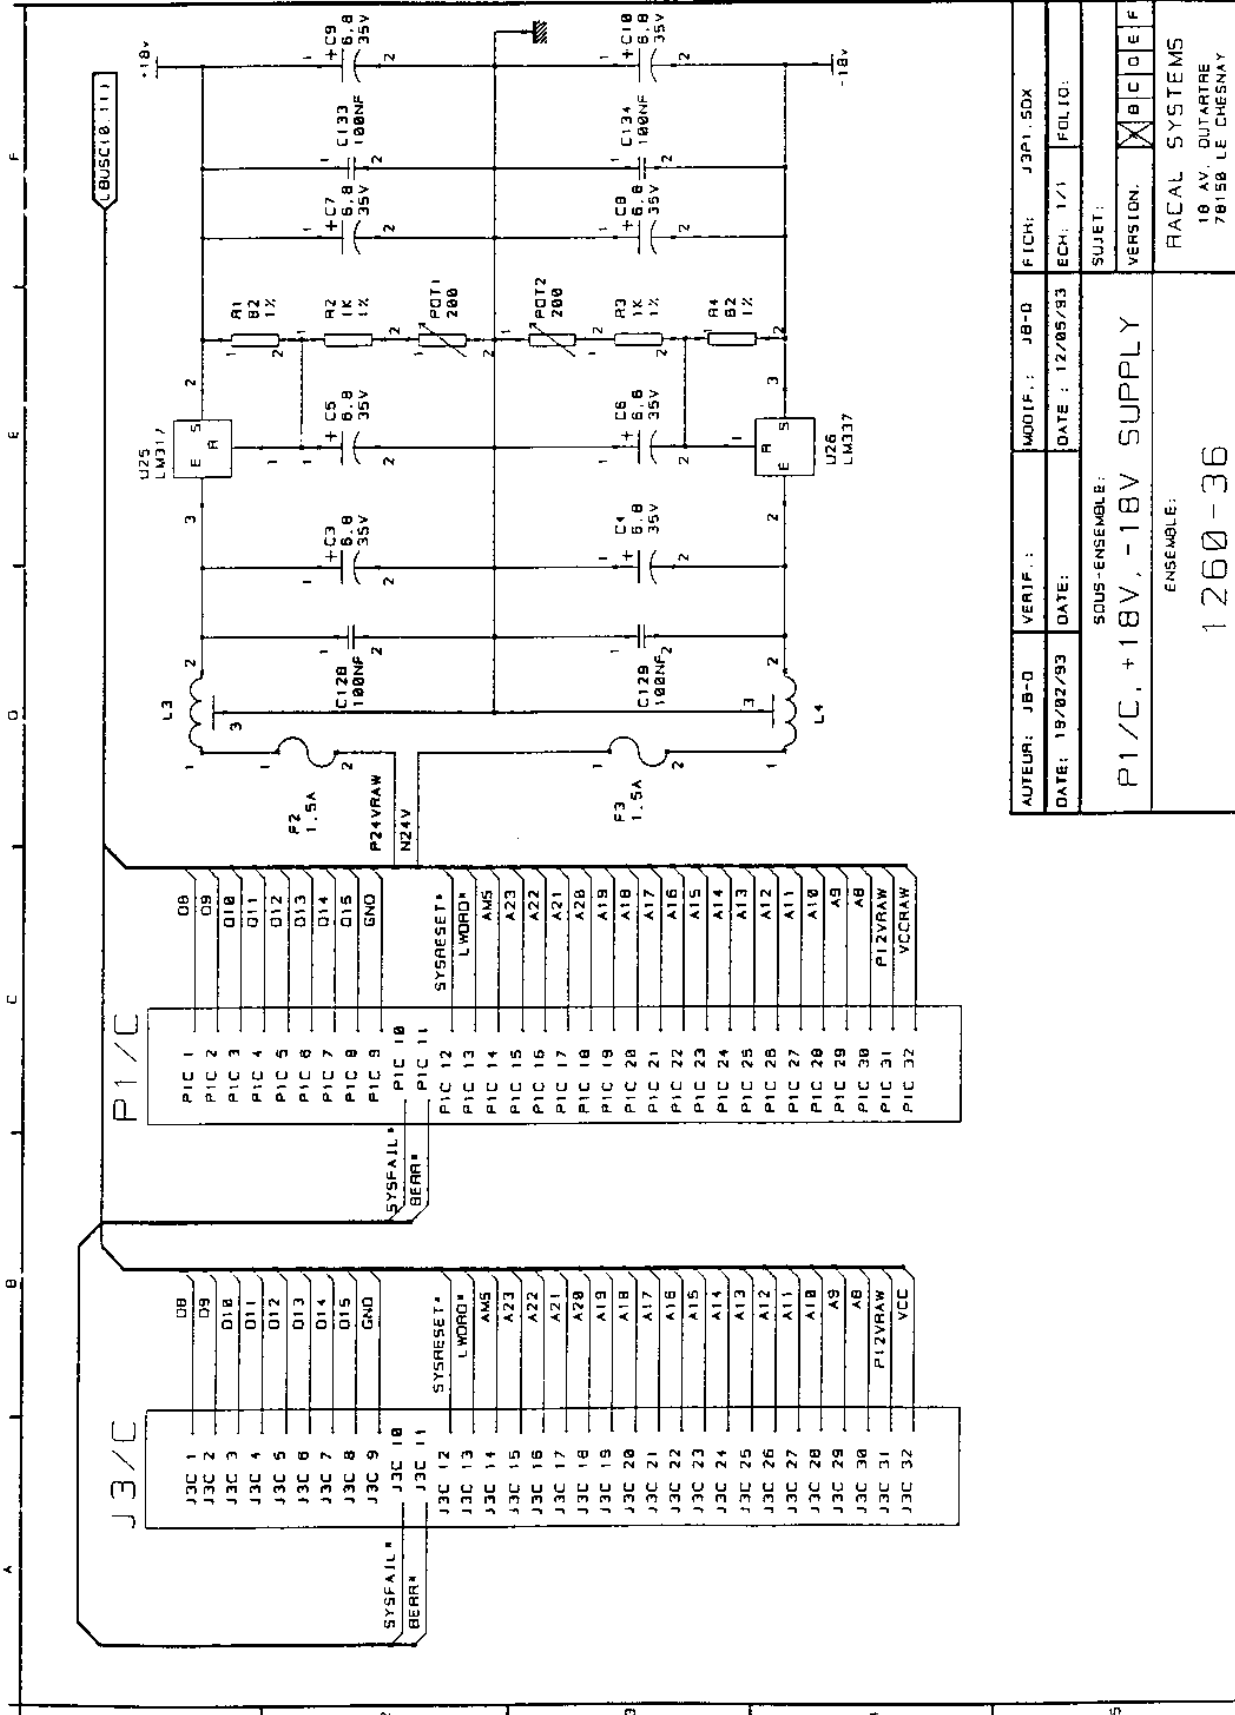 A
B
C
D
E
F
J3/C
J3C 1
J3C 2
J3C 3
J3C 4
J3C 5
J3C 6
J3C 7
J3C 8
J3C 9
J3C 10
J3C 11
J3C 12
J3C 13
J3C 14
J3C 15
J3C 16
J3C 17
J3C 18
J3C 19
J3C 20
J3C 21
J3C 22
J3C 23
J3C 24
J3C 25
J3C 26
J3C 27
J3C 28
J3C 29
J3C 30
J3C 31
J3C 32
SYSFAIL*
BERR*
D8
D9
D10
D11
D12
D13
D14
D15
GND
SYSRESET*
LWORD*
AM5
A23
A22
A21
A20
A19
A18
A17
A16
A15
A14
A13
A12
A11
A10
A9
A8
P12VRAW
VCC
P1/C
P1C 1
P1C 2
P1C 3
P1C 4
P1C 5
P1C 6
P1C 7
P1C 8
P1C 9
P1C 10
P1C 11
P1C 12
P1C 13
P1C 14
P1C 15
P1C 16
P1C 17
P1C 18
P1C 19
P1C 20
P1C 21
P1C 22
P1C 23
P1C 24
P1C 25
P1C 26
P1C 27
P1C 28
P1C 29
P1C 30
P1C 31
P1C 32
SYSFAIL*
BERR*
D8
D9
D10
D11
D12
D13
D14
D15
GND
SYSRESET*
LWORD*
AM5
A23
A22
A21
A20
A19
A18
A17
A16
A15
A14
A13
A12
A11
A10
A9
A8
P12VRAW
VCCRAW
P24VRAW
N24V
F2
1.5A
F3
1.5A
L3
L4
C128
100NF
C129
100NF
+C3
6.8
35V
+C4
6.8
35V
U25
LM317
E S
R
U26
LM337
R
E S
+C5
6.8
35V
+C6
6.8
35V
R1
82
1%
R2
1K
1%
POT1
200
POT2
200
R3
1K
1%
R4
82
1%
+C7
6.8
35V
+C8
6.8
35V
C133
100NF
C134
100NF
+C9
6.8
35V
+C10
6.8
35V
+18v
-18v
AUTEUR: JB-D
VERIF.:
MODIF.: JB-D
FICH: J3P1.SDX
DATE: 19/02/93
DATE:
DATE: 12/05/93
ECH: 1/1
FOLIO:
SOUS-ENSEMBLE:
P1/C, +18V, -18V SUPPLY
SUJET:
VERSION.
B C D E F
ENSEMBLE:
1260-36
RACAL SYSTEMS
18 AV. DUTARTRE
78150 LE CHESNAY